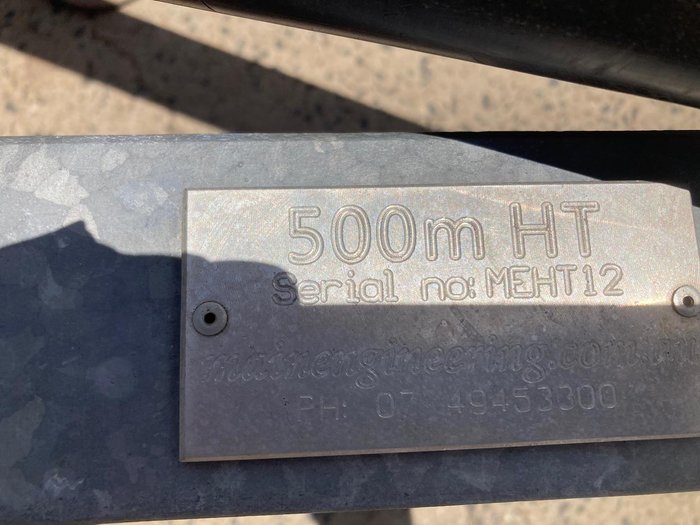 500m HT
Serial no: MEHT12
mainengineering.com.au
PH: 07 49453300